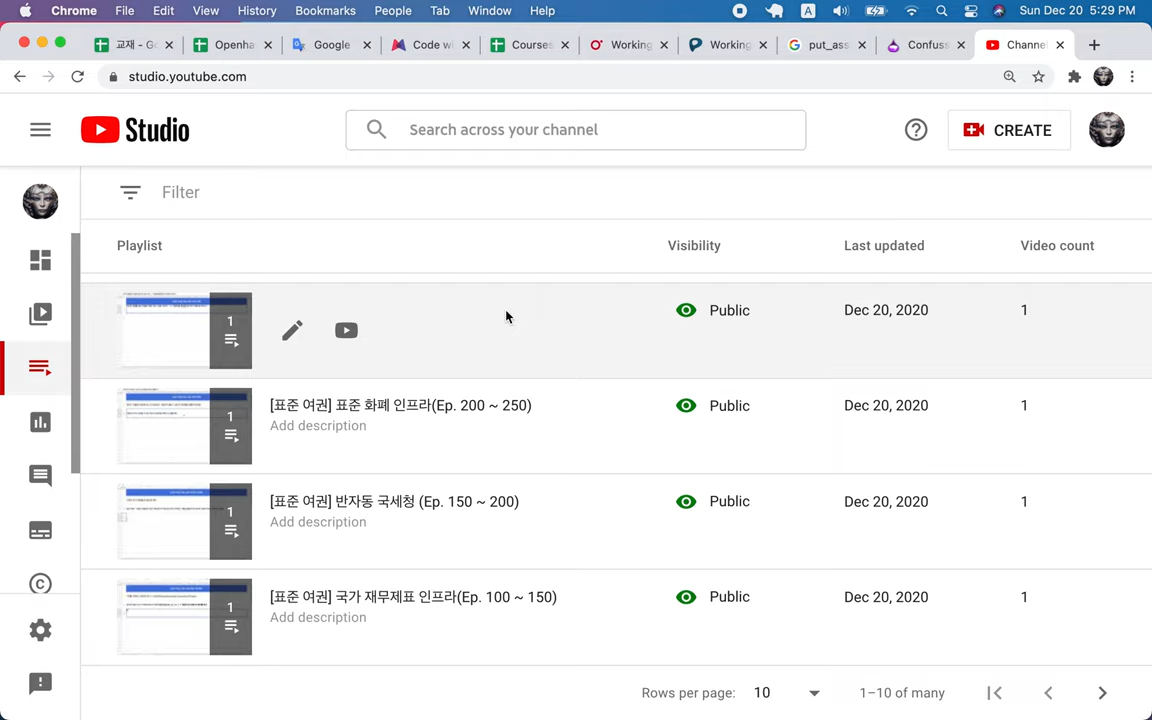 Chrome File Edit View History Bookmarks People Tab Window Help A Sun Dec 20 5:29 PM
교재 - Go Openha Google Code wi Courses Working Working put_ass Confuss Channe
studio.youtube.com
Studio Search across your channel CREATE
Filter
Playlist Visibility Last updated Video count
1 Public Dec 20, 2020 1
1 [표준 여권] 표준 화폐 인프라(Ep. 200 ~ 250) Public Dec 20, 2020 1
Add description
1 [표준 여권] 반자동 국세청 (Ep. 150 ~ 200) Public Dec 20, 2020 1
Add description
1 [표준 여권] 국가 재무제표 인프라(Ep. 100 ~ 150) Public Dec 20, 2020 1
Add description
Rows per page: 10 1–10 of many